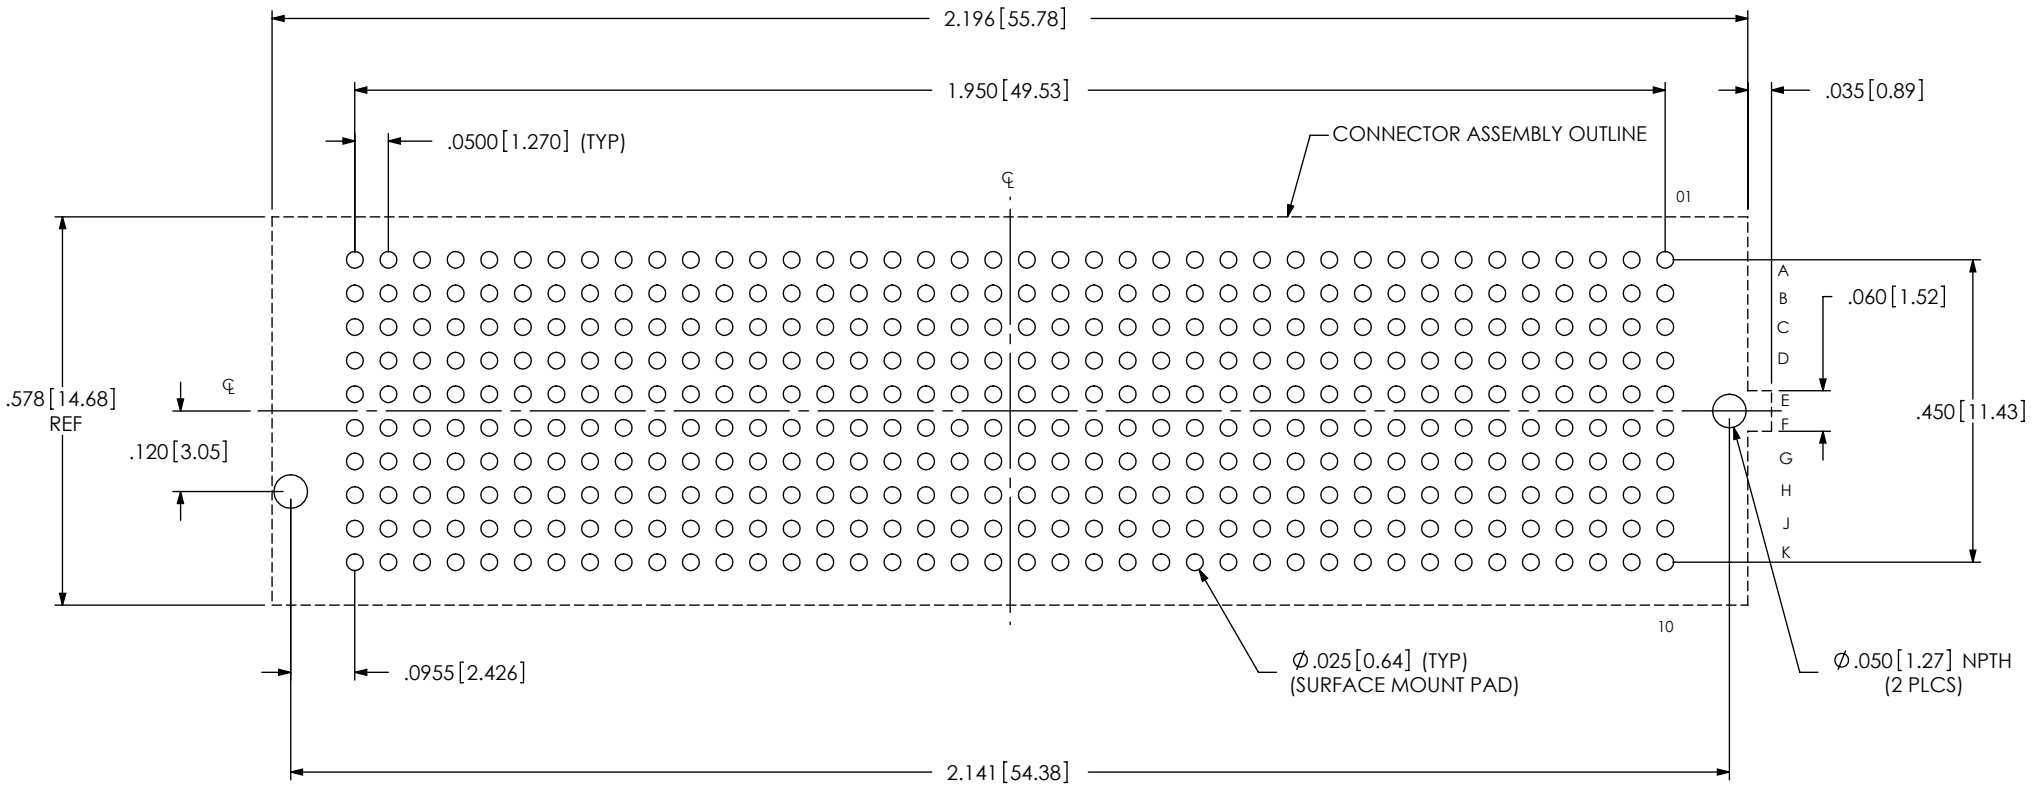 2.196[55.78]
1.950[49.53]
.035[0.89]
.0500[1.270] (TYP)
CONNECTOR ASSEMBLY OUTLINE
℄
01
A
B
.060[1.52]
C
D
℄
.578[14.68]
REF
E
.450[11.43]
F
.120[3.05]
G
H
J
K
10
.0955[2.426]
Ø.025[0.64] (TYP)
(SURFACE MOUNT PAD)
Ø.050[1.27] NPTH
(2 PLCS)
2.141[54.38]